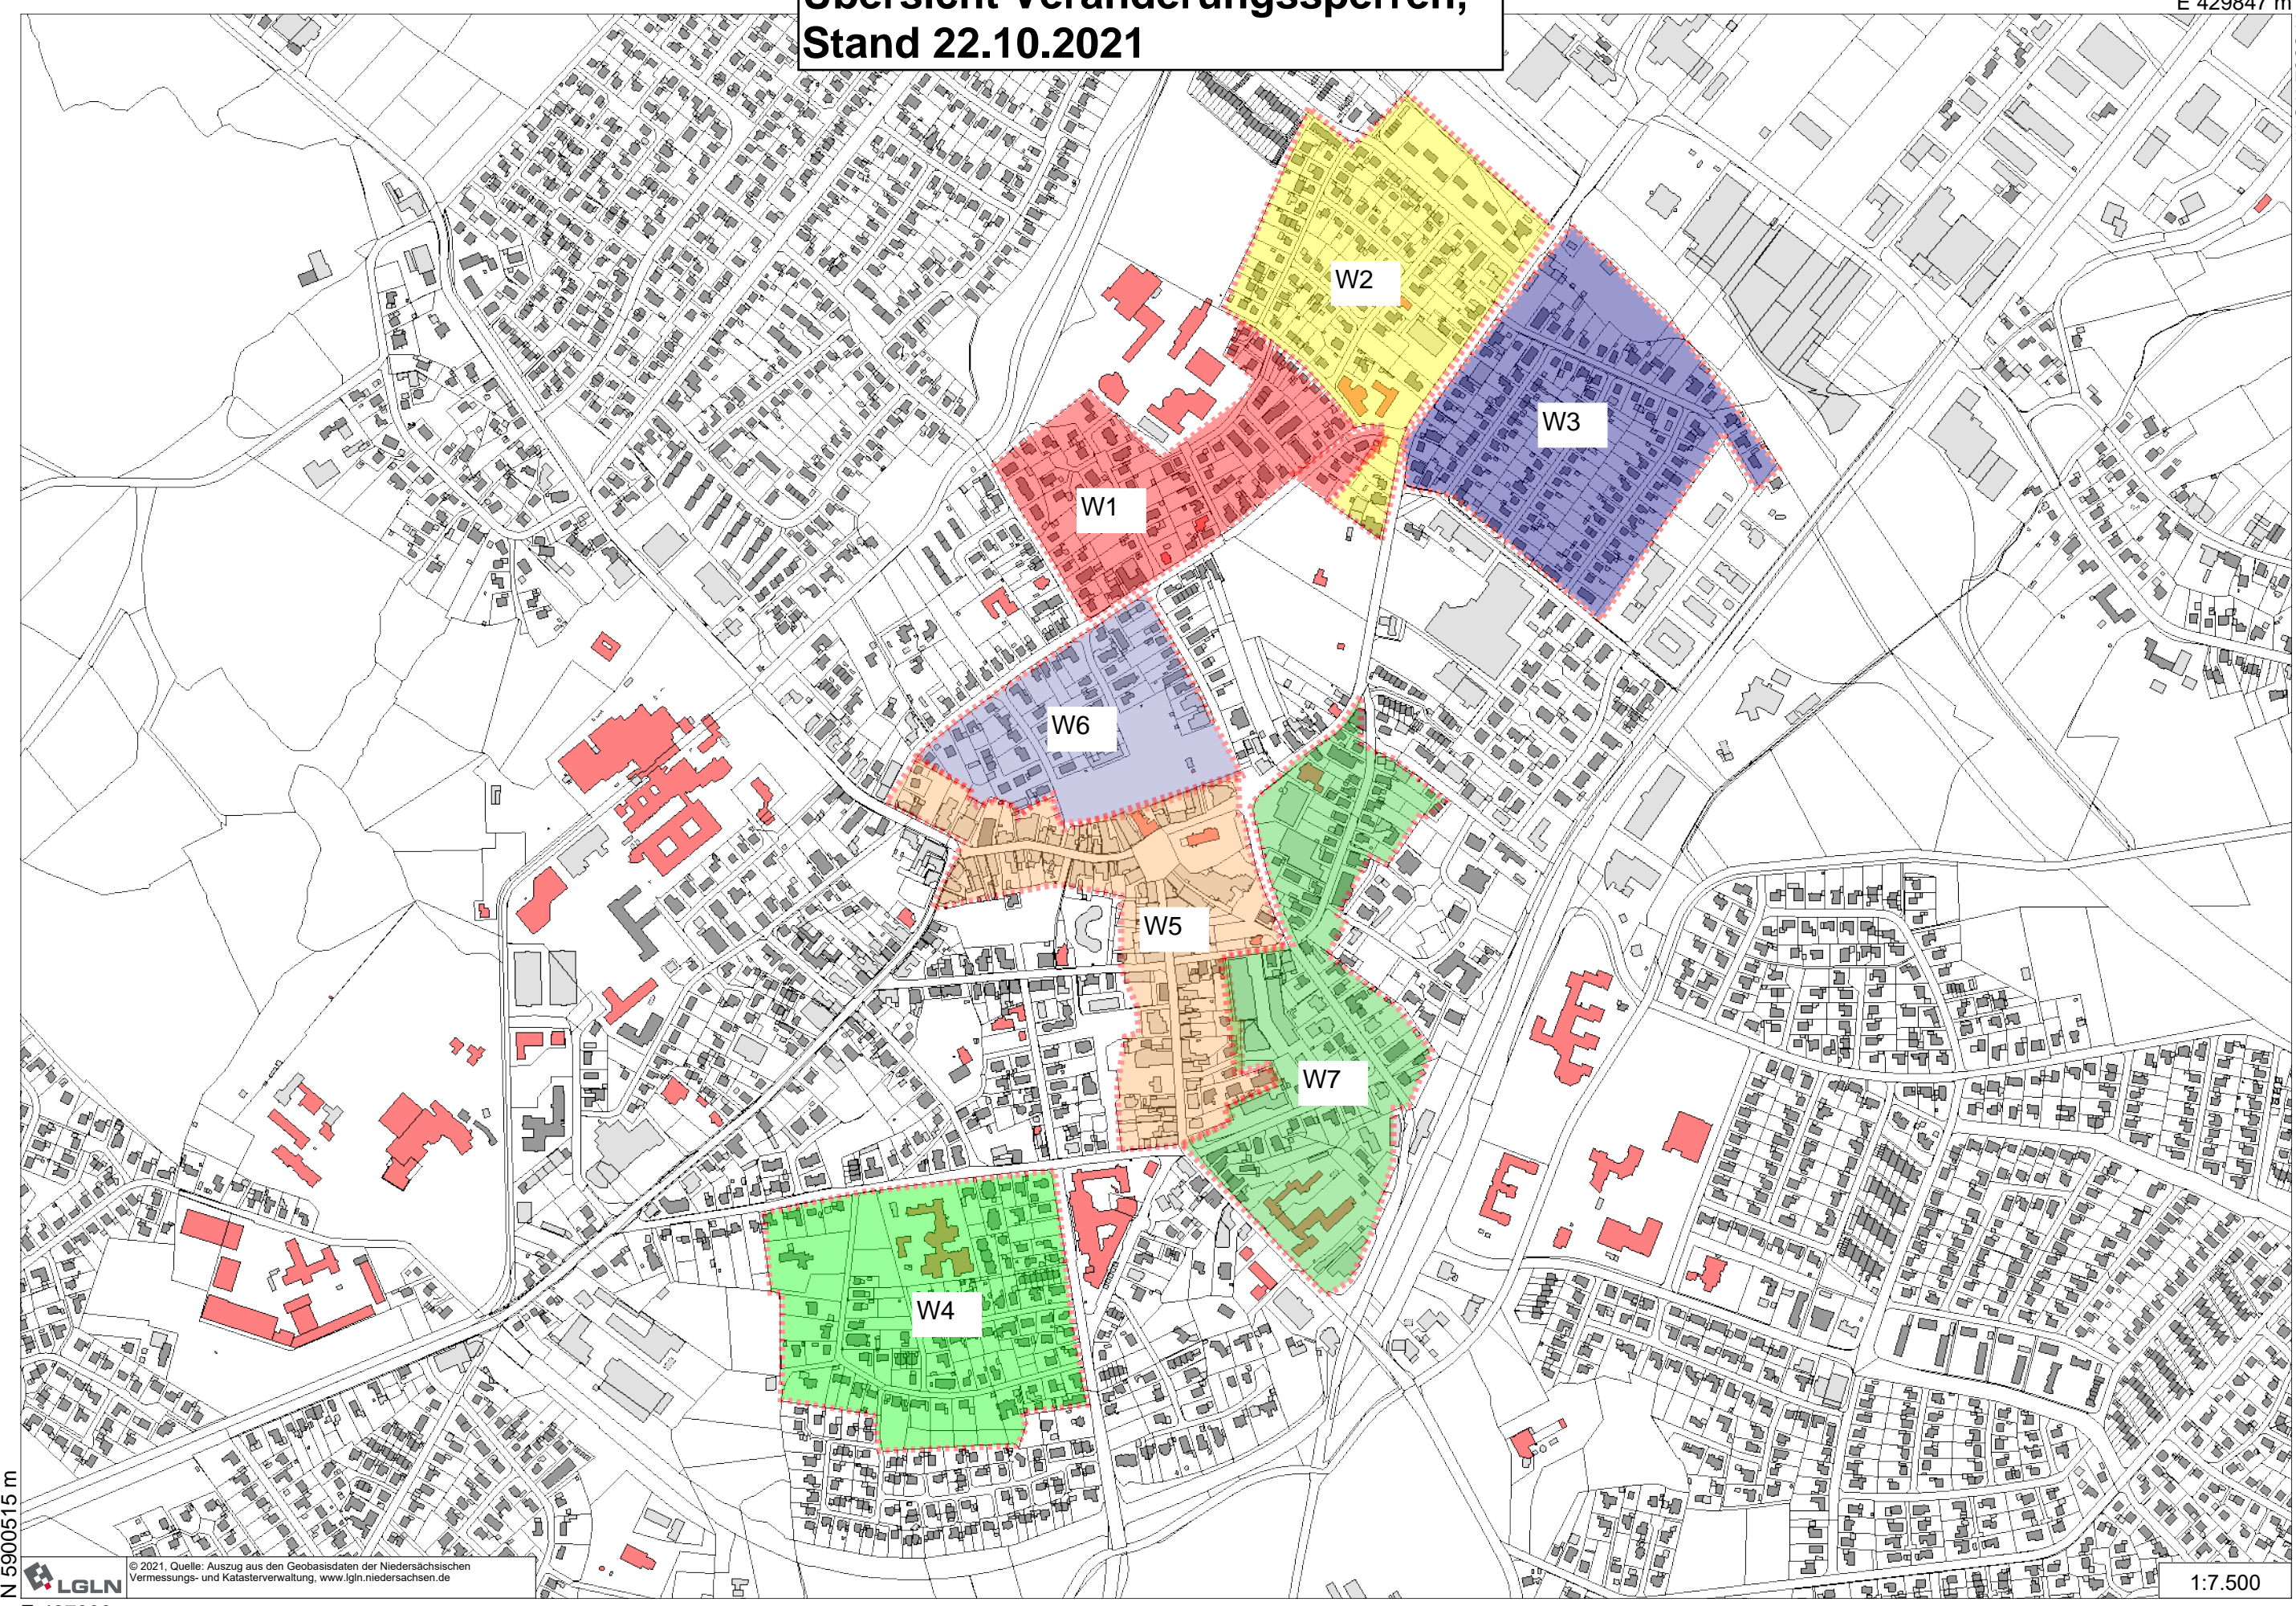 Übersicht Veränderungssperren,
Stand 22.10.2021
E 429847 m
W2
W3
W1
W6
W5
W7
W4
N 5900515 m
LGLN
© 2021, Quelle: Auszug aus den Geobasisdaten der Niedersächsischen
Vermessungs- und Katasterverwaltung, www.lgln.niedersachsen.de
1:7.500